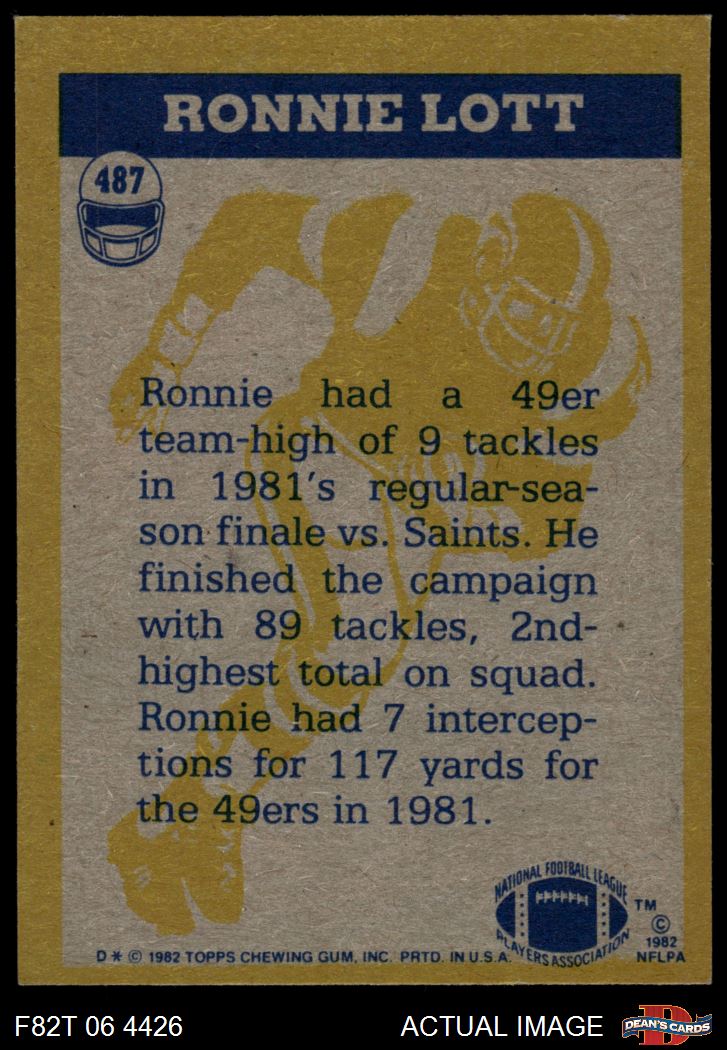 RONNIE LOTT
487
Ronnie had a 49er
team-high of 9 tackles
in 1981's regular-sea-
son finale vs. Saints. He
finished the campaign
with 89 tackles, 2nd-
highest total on squad.
Ronnie had 7 intercep-
tions for 117 yards for
the 49ers in 1981.
NATIONAL FOOTBALL LEAGUE
PLAYERS ASSOCIATION
TM
©
1982
NFLPA
D * © 1982 TOPPS CHEWING GUM, INC. PRTD. IN U.S.A.
F82T 06 4426
ACTUAL IMAGE
D
DEAN'S CARDS